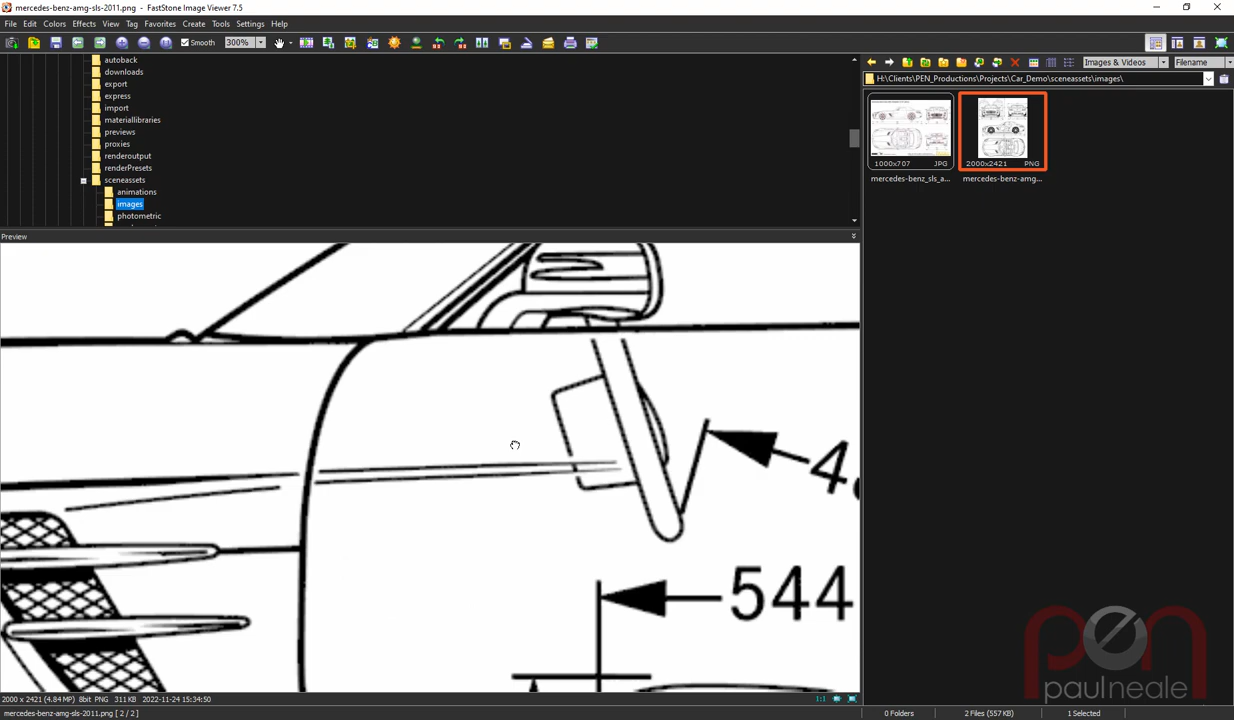 mercedes-benz-amg-sls-2011.png - FastStone Image Viewer 7.5
File Edit Colors Effects View Tag Favorites Create Tools Settings Help
Smooth 300%
Images & Videos Filename
H:\Clients\PEN_Productions\Projects\Car_Demo\sceneassets\images\
autoback
downloads
export
express
import
materiallibraries
previews
proxies
renderoutput
renderPresets
sceneassets
animations
images
photometric
1000x707 JPG
2000x2421 PNG
mercedes-benz_sls_a...
mercedes-benz-amg...
Preview
544
pen
paulneale
2000 x 2421 (4.84 MP) 8bit PNG 311 KB 2022-11-24 15:34:50
1:1
mercedes-benz-amg-sls-2011.png [ 2 / 2 ]
0 Folders
2 Files (557 KB)
1 Selected